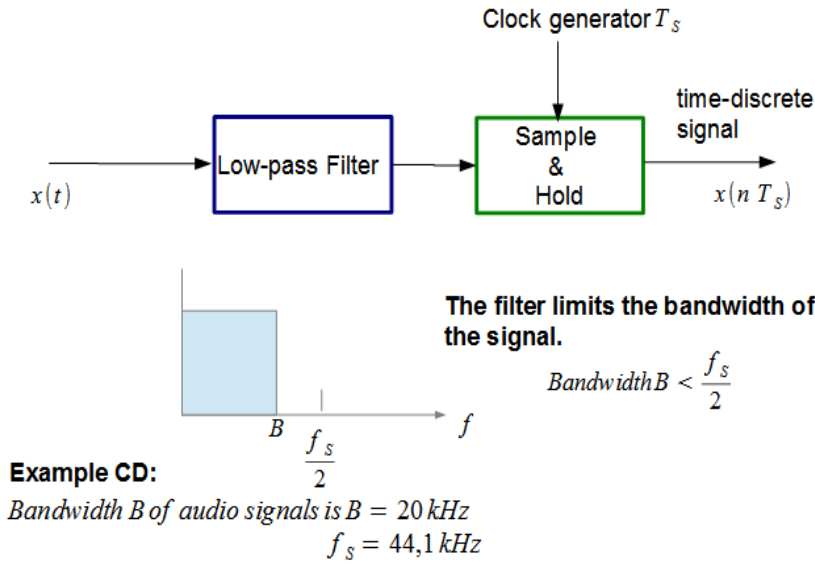 Clock generator T_S
time-discrete
signal
Low-pass Filter
Sample
&
Hold
x(t)
x(n T_S)
The filter limits the bandwidth of
the signal.
Bandwidth B < f_S/2
B
f
f_S/2
Example CD:
Bandwidth B of audio signals is B = 20 kHz
f_S = 44,1 kHz